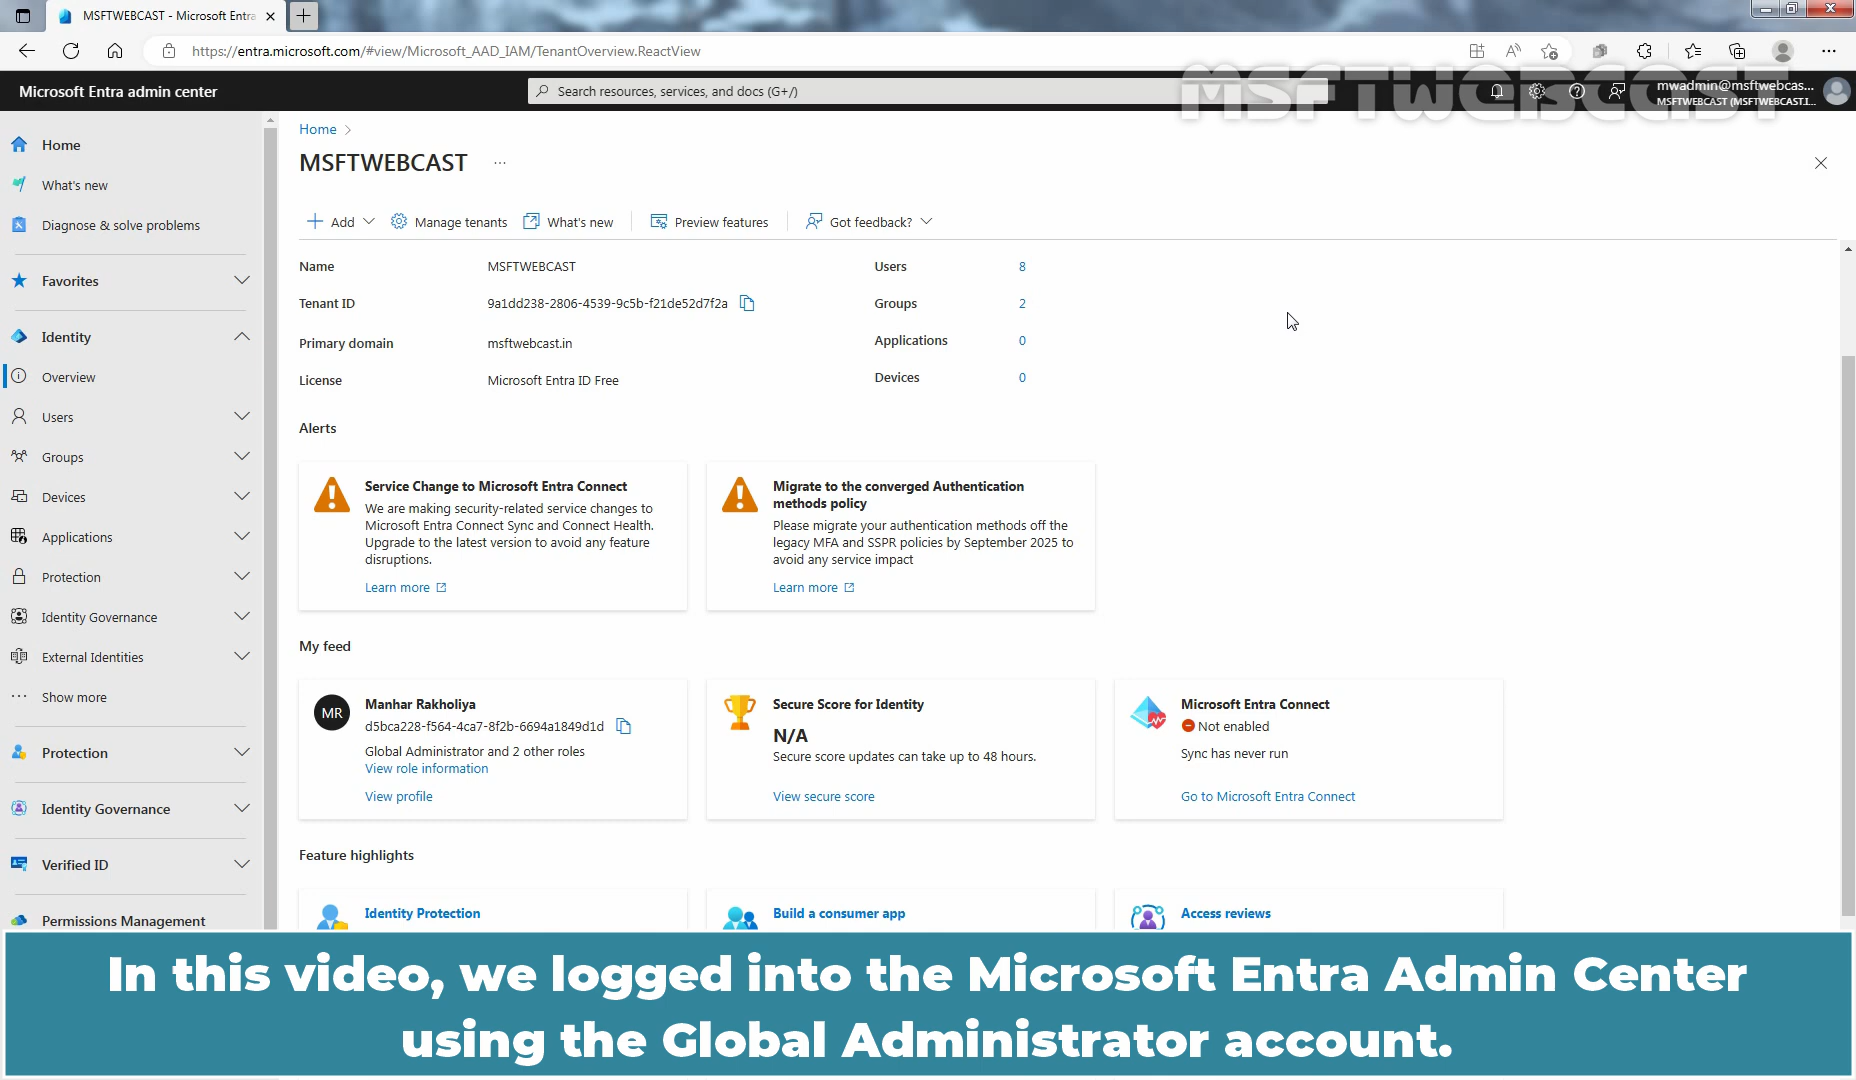 MSFTWEBCAST - Microsoft Entra
https://entra.microsoft.com/#view/Microsoft_AAD_IAM/TenantOverview.ReactView
MSFTWEBCAST
Microsoft Entra admin center
Search resources, services, and docs (G+/)
mwadmin@msftwebcas...
MSFTWEBCAST (MSFTWEBCAST.I...
Home
What's new
Diagnose & solve problems
Favorites
Identity
Overview
Users
Groups
Devices
Applications
Protection
Identity Governance
External Identities
Show more
Protection
Identity Governance
Verified ID
Permissions Management
Home
MSFTWEBCAST
Add
Manage tenants
What's new
Preview features
Got feedback?
Name MSFTWEBCAST Users 8
Tenant ID 9a1dd238-2806-4539-9c5b-f21de52d7f2a Groups 2
Primary domain msftwebcast.in Applications 0
License Microsoft Entra ID Free Devices 0
Alerts
Service Change to Microsoft Entra Connect
We are making security-related service changes to
Microsoft Entra Connect Sync and Connect Health.
Upgrade to the latest version to avoid any feature
disruptions.
Learn more
Migrate to the converged Authentication
methods policy
Please migrate your authentication methods off the
legacy MFA and SSPR policies by September 2025 to
avoid any service impact
Learn more
My feed
MR
Manhar Rakholiya
d5bca228-f564-4ca7-8f2b-6694a1849d1d
Global Administrator and 2 other roles
View role information
View profile
Secure Score for Identity
N/A
Secure score updates can take up to 48 hours.
View secure score
Microsoft Entra Connect
Not enabled
Sync has never run
Go to Microsoft Entra Connect
Feature highlights
Identity Protection
Build a consumer app
Access reviews
In this video, we logged into the Microsoft Entra Admin Center
using the Global Administrator account.